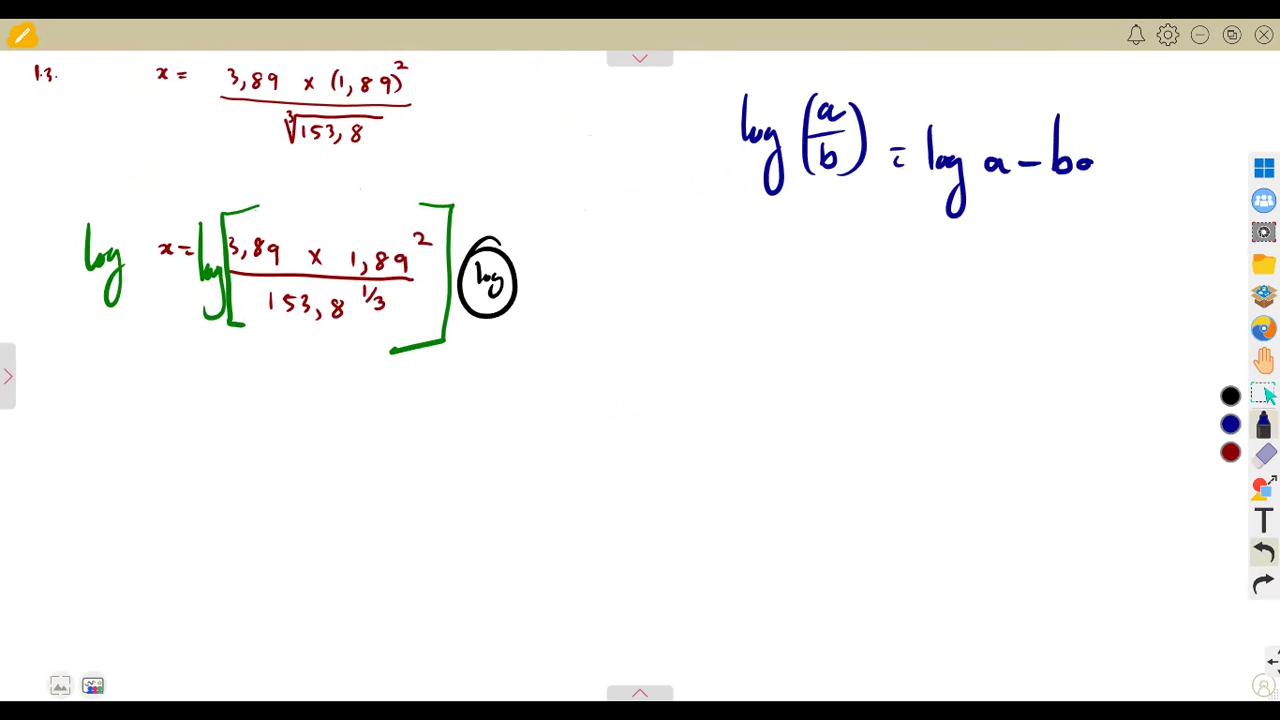 1.3. x = 3,89 x (1,89)² / ∛153,8
log x = log [3,89 x 1,89² / 153,8^1/3] log
log (a/b) = log a - bo
T